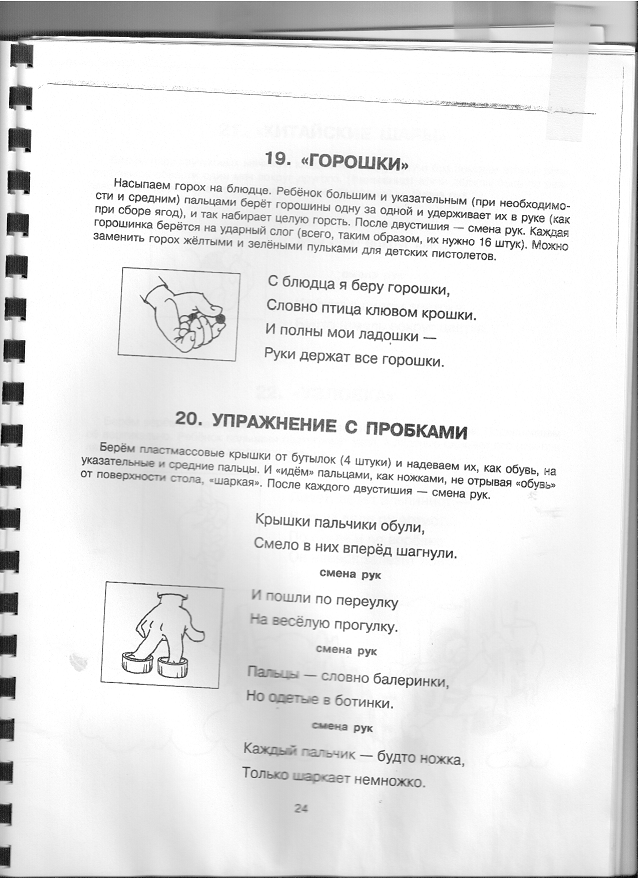 19. «ГОРОШКИ»
Насыпаем горох на блюдце. Ребёнок большим и указательным (при необходимо-
сти и средним) пальцами берёт горошины одну за одной и удерживает их в руке (как
при сборе ягод), и так набирает целую горсть. После двустишия — смена рук. Каждая
горошинка берётся на ударный слог (всего, таким образом, их нужно 16 штук). Можно
заменить горох жёлтыми и зелёными пульками для детских пистолетов.
С блюдца я беру горошки,
Словно птица клювом крошки.
И полны мои ладошки —
Руки держат все горошки.
20. УПРАЖНЕНИЕ С ПРОБКАМИ
Берём пластмассовые крышки от бутылок (4 штуки) и надеваем их, как обувь, на
указательные и средние пальцы. И «идём» пальцами, как ножками, не отрывая «обувь»
от поверхности стола, «шаркая». После каждого двустишия — смена рук.
Крышки пальчики обули,
Смело в них вперёд шагнули.
смена рук
И пошли по переулку
На весёлую прогулку.
смена рук
Пальцы — словно балеринки,
Но одетые в ботинки.
смена рук
Каждый пальчик — будто ножка,
Только шаркает немножко.
24